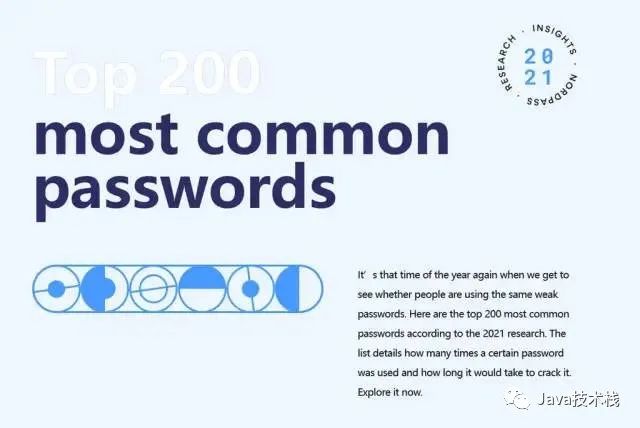 Top 200
most common
passwords
RESEARCH · INSIGHTS · NORDPASS ·
20
21
It's that time of the year again when we get to
see whether people are using the same weak
passwords. Here are the top 200 most common
passwords according to the 2021 research. The
list details how many times a certain password
was used and how long it would take to crack it.
Explore it now.
Java技术栈